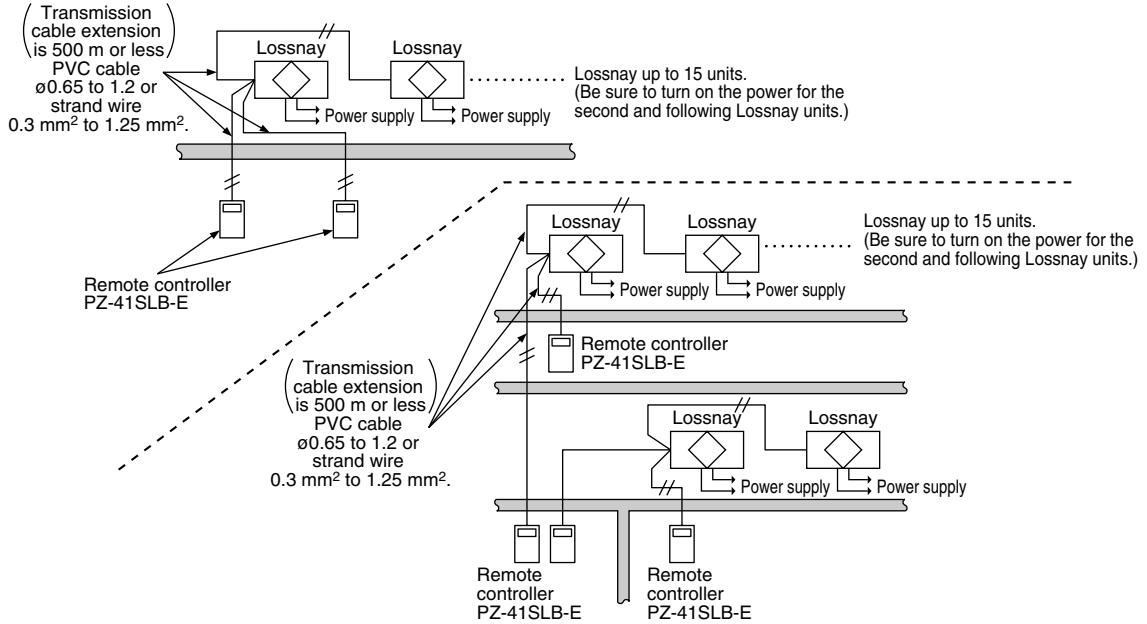 Transmission
cable extension
is 500 m or less
PVC cable
ø0.65 to 1.2 or
strand wire
0.3 mm² to 1.25 mm².
Lossnay
Lossnay
Power supply
Power supply
Lossnay up to 15 units.
(Be sure to turn on the power for the
second and following Lossnay units.)
Remote controller
PZ-41SLB-E
Lossnay
Lossnay
Power supply
Power supply
Lossnay up to 15 units.
(Be sure to turn on the power for the
second and following Lossnay units.)
Remote controller
PZ-41SLB-E
Transmission
cable extension
is 500 m or less
PVC cable
ø0.65 to 1.2 or
strand wire
0.3 mm² to 1.25 mm².
Lossnay
Lossnay
Power supply
Power supply
Remote
controller
PZ-41SLB-E
Remote
controller
PZ-41SLB-E